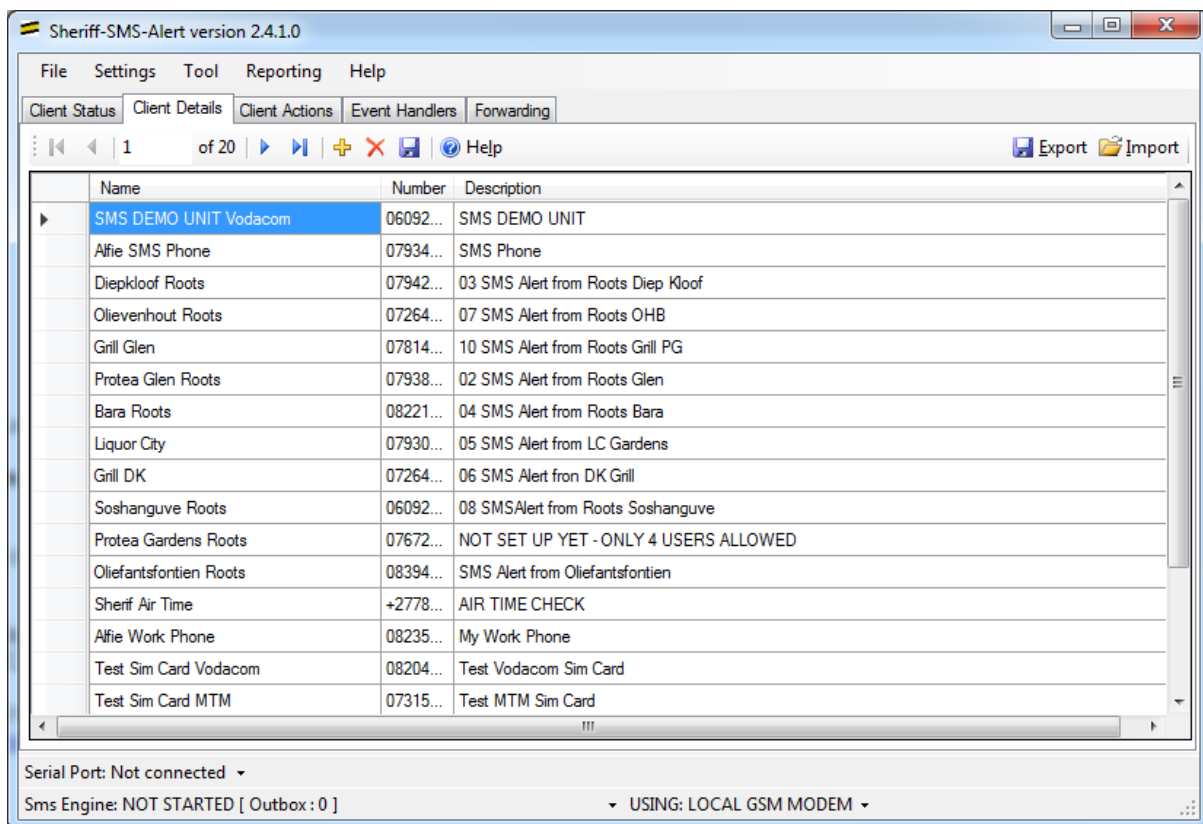 Sheriff-SMS-Alert version 2.4.1.0
File Settings Tool Reporting Help
Client Status Client Details Client Actions Event Handlers Forwarding
1 of 20 Help Export Import
Name Number Description
SMS DEMO UNIT Vodacom 06092... SMS DEMO UNIT
Alfie SMS Phone 07934... SMS Phone
Diepkloof Roots 07942... 03 SMS Alert from Roots Diep Kloof
Olievenhout Roots 07264... 07 SMS Alert from Roots OHB
Grill Glen 07814... 10 SMS Alert from Roots Grill PG
Protea Glen Roots 07938... 02 SMS Alert from Roots Glen
Bara Roots 08221... 04 SMS Alert from Roots Bara
Liquor City 07930... 05 SMS Alert from LC Gardens
Grill DK 07264... 06 SMS Alert fron DK Grill
Soshanguve Roots 06092... 08 SMSAlert from Roots Soshanguve
Protea Gardens Roots 07672... NOT SET UP YET - ONLY 4 USERS ALLOWED
Oliefantsfontien Roots 08394... SMS Alert from Oliefantsfontien
Sherif Air Time +2778... AIR TIME CHECK
Alfie Work Phone 08235... My Work Phone
Test Sim Card Vodacom 08204... Test Vodacom Sim Card
Test Sim Card MTM 07315... Test MTM Sim Card
Serial Port: Not connected
Sms Engine: NOT STARTED [ Outbox : 0 ] USING: LOCAL GSM MODEM